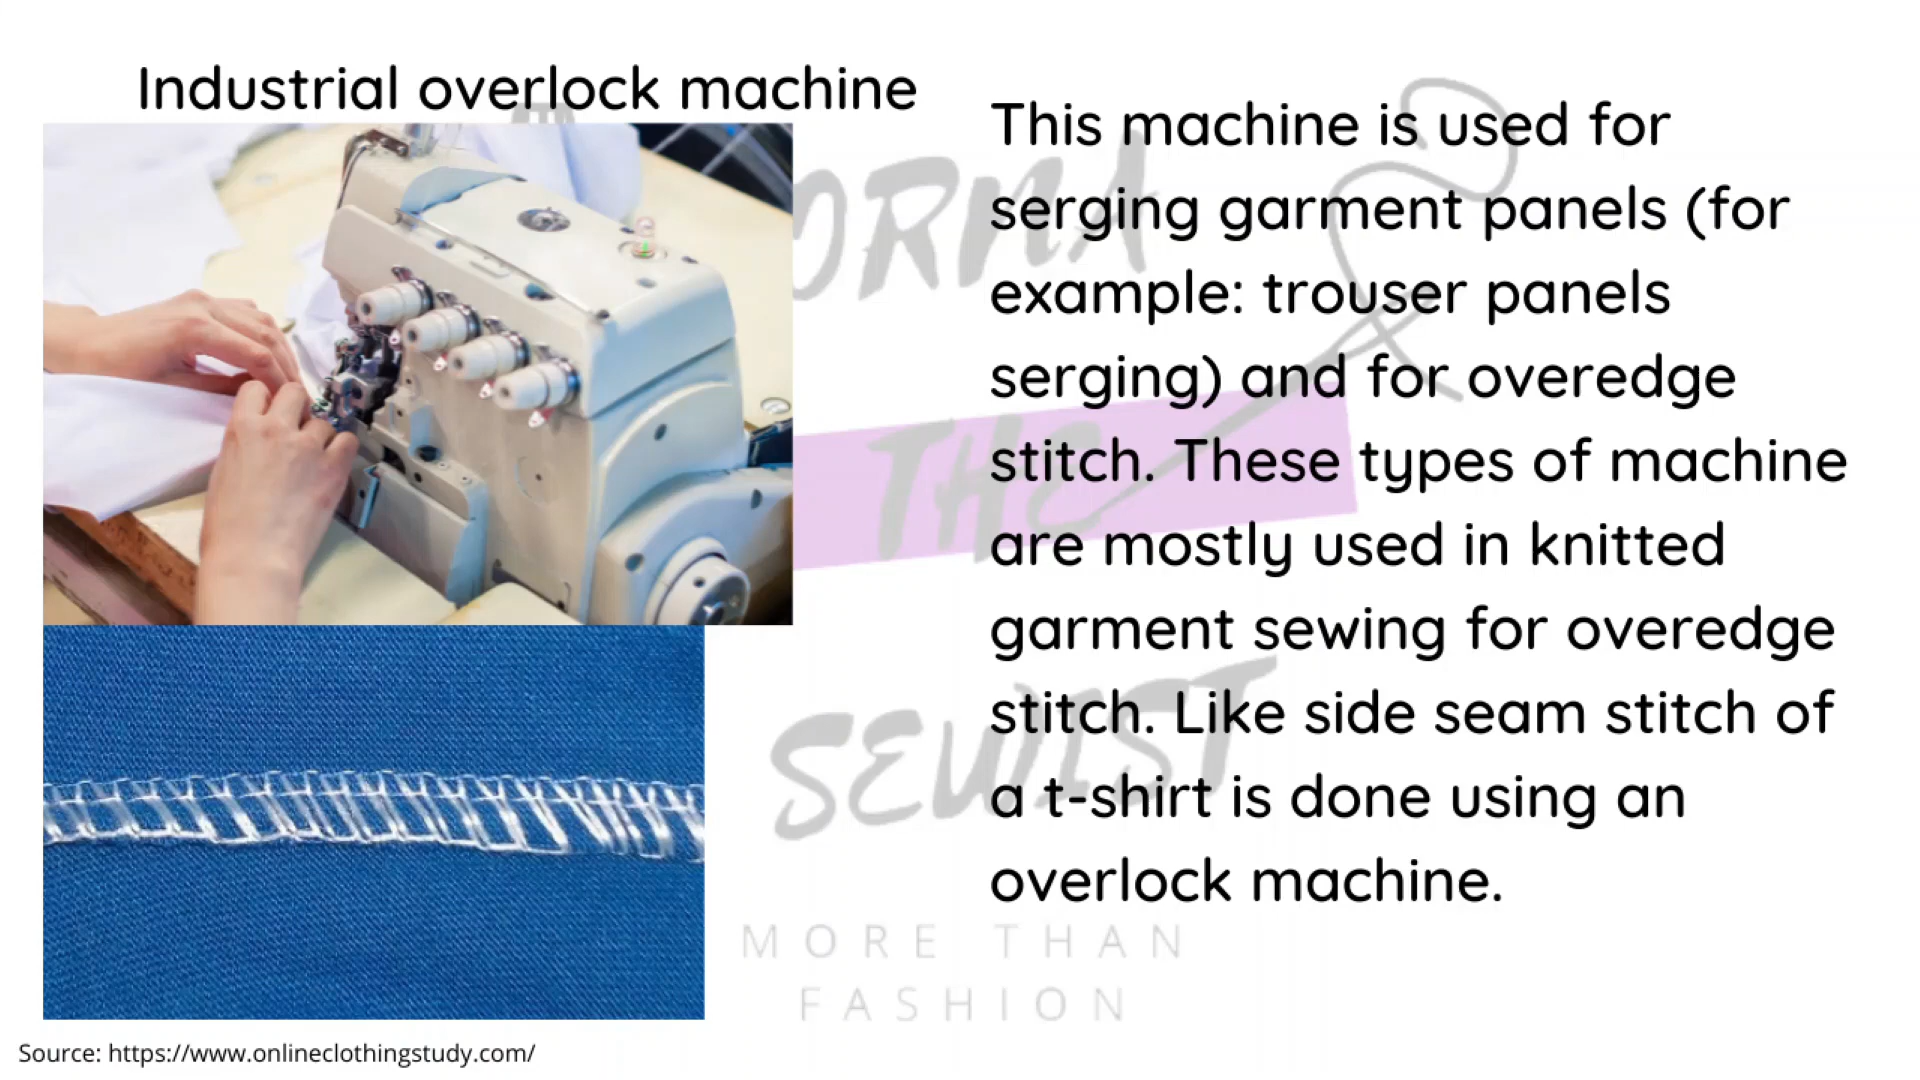 Industrial overlock machine
This machine is used for
serging garment panels (for
example: trouser panels
serging) and for overedge
stitch. These types of machine
are mostly used in knitted
garment sewing for overedge
stitch. Like side seam stitch of
a t-shirt is done using an
overlock machine.
THE
SEWIST
MORE THAN
FASHION
Source: https://www.onlineclothingstudy.com/